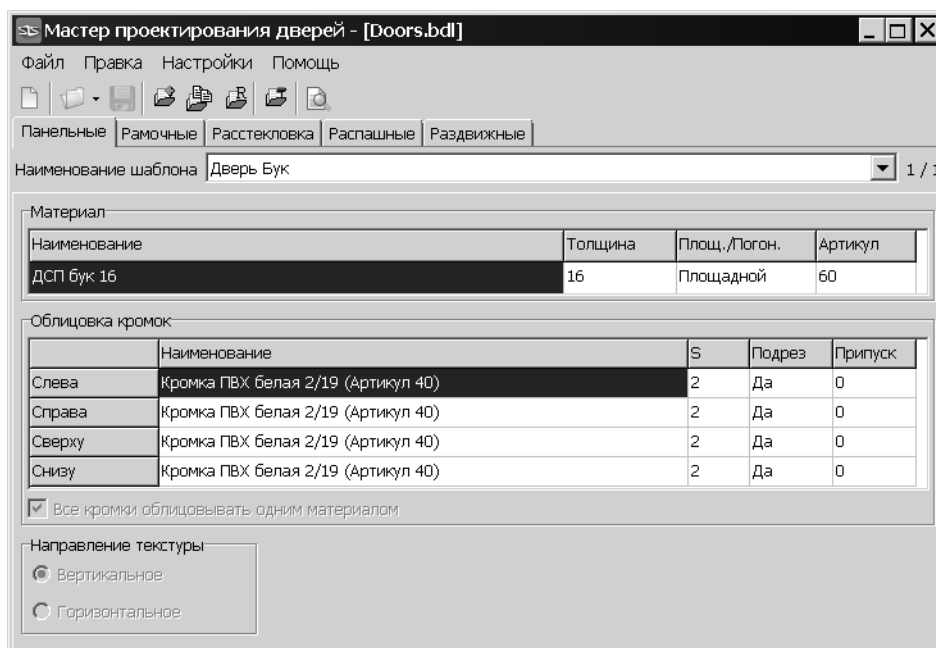 Мастер проектирования дверей - [Doors.bdl]
Файл Правка Настройки Помощь
Панельные Рамочные Расстекловка Распашные Раздвижные
Наименование шаблона Дверь Бук 1 / 1
Материал
Наименование Толщина Площ./Погон. Артикул
ДСП бук 16 16 Площадной 60
Облицовка кромок
Наименование S Подрез Припуск
Слева Кромка ПВХ белая 2/19 (Артикул 40) 2 Да 0
Справа Кромка ПВХ белая 2/19 (Артикул 40) 2 Да 0
Сверху Кромка ПВХ белая 2/19 (Артикул 40) 2 Да 0
Снизу Кромка ПВХ белая 2/19 (Артикул 40) 2 Да 0
Все кромки облицовывать одним материалом
Направление текстуры
Вертикальное
Горизонтальное